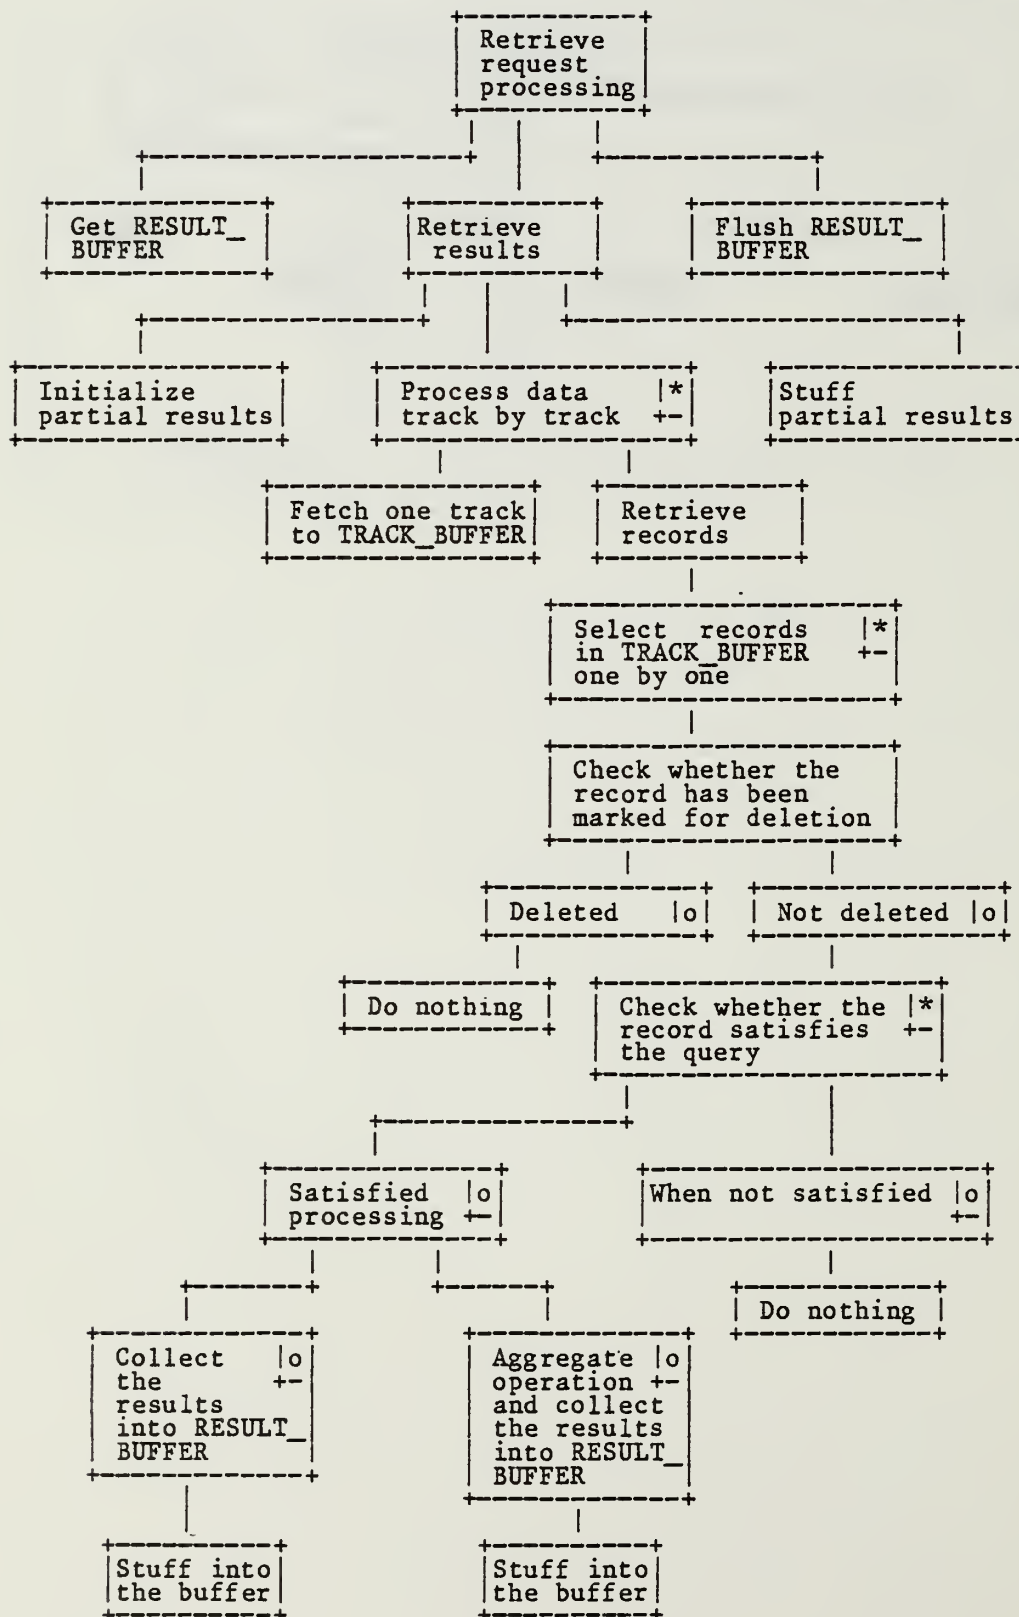 Retrieve
request
processing
Get RESULT_
BUFFER
Retrieve
results
Flush RESULT_
BUFFER
Initialize
partial results
Process data |*
track by track +-
Stuff
partial results
Fetch one track
to TRACK_BUFFER
Retrieve
records
Select records |*
in TRACK_BUFFER +-
one by one
Check whether the
record has been
marked for deletion
Deleted |o|
Not deleted |o|
Do nothing
Check whether the |*
record satisfies +-
the query
Satisfied |o
processing +-
When not satisfied |o
+-
Do nothing
Collect |o
the +-
results
into RESULT_
BUFFER
Aggregate |o
operation +-
and collect
the results
into RESULT_
BUFFER
Stuff into
the buffer
Stuff into
the buffer